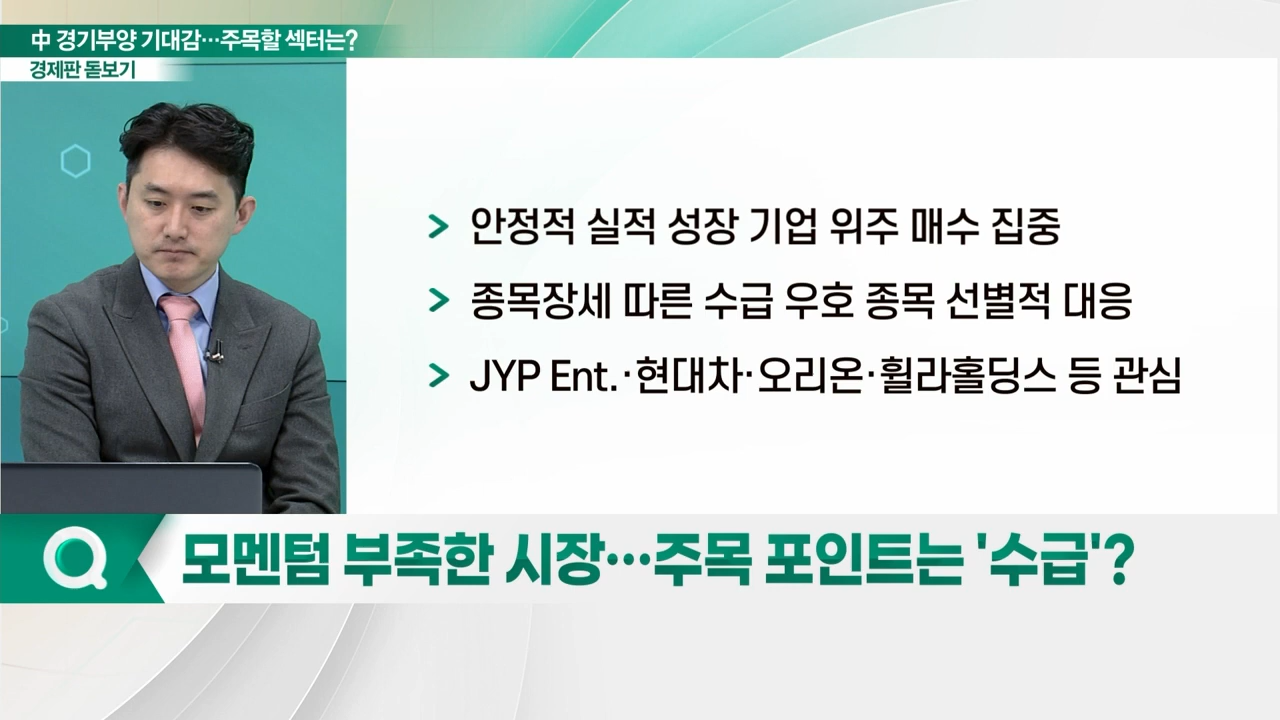 中 경기부양 기대감…주목할 섹터는?
경제판 돋보기
> 안정적 실적 성장 기업 위주 매수 집중
> 종목장세 따른 수급 우호 종목 선별적 대응
> JYP Ent.·현대차·오리온·휠라홀딩스 등 관심
Q 모멘텀 부족한 시장…주목 포인트는 '수급'?